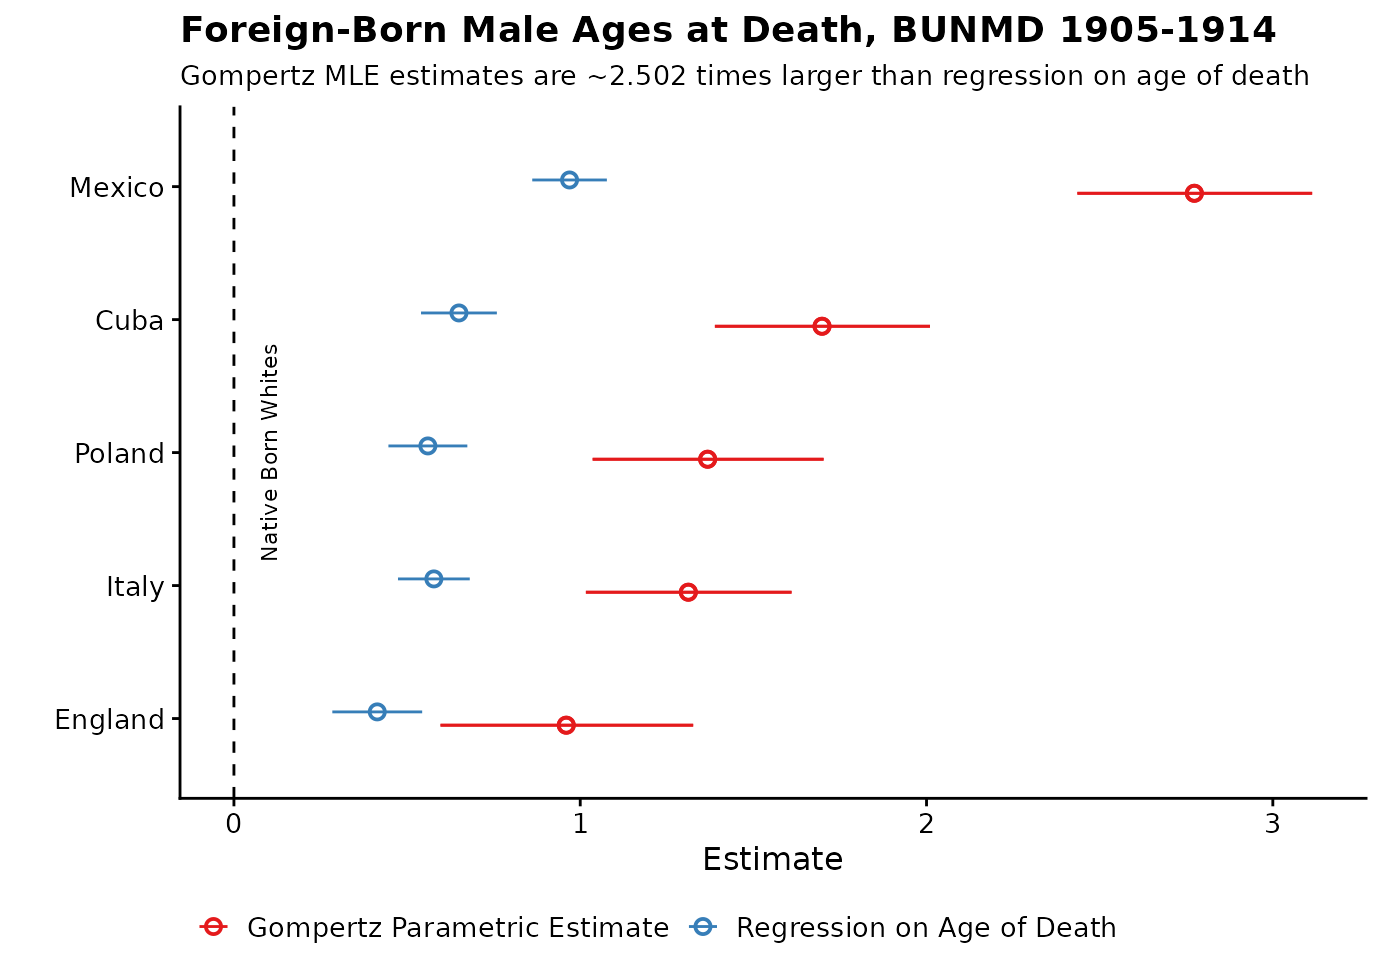 Foreign-Born Male Ages at Death, BUNMD 1905-1914
Gompertz MLE estimates are ~2.502 times larger than regression on age of death
Mexico
Cuba
Poland
Italy
England
Native Born Whites
0 1 2 3
Estimate
Gompertz Parametric Estimate Regression on Age of Death